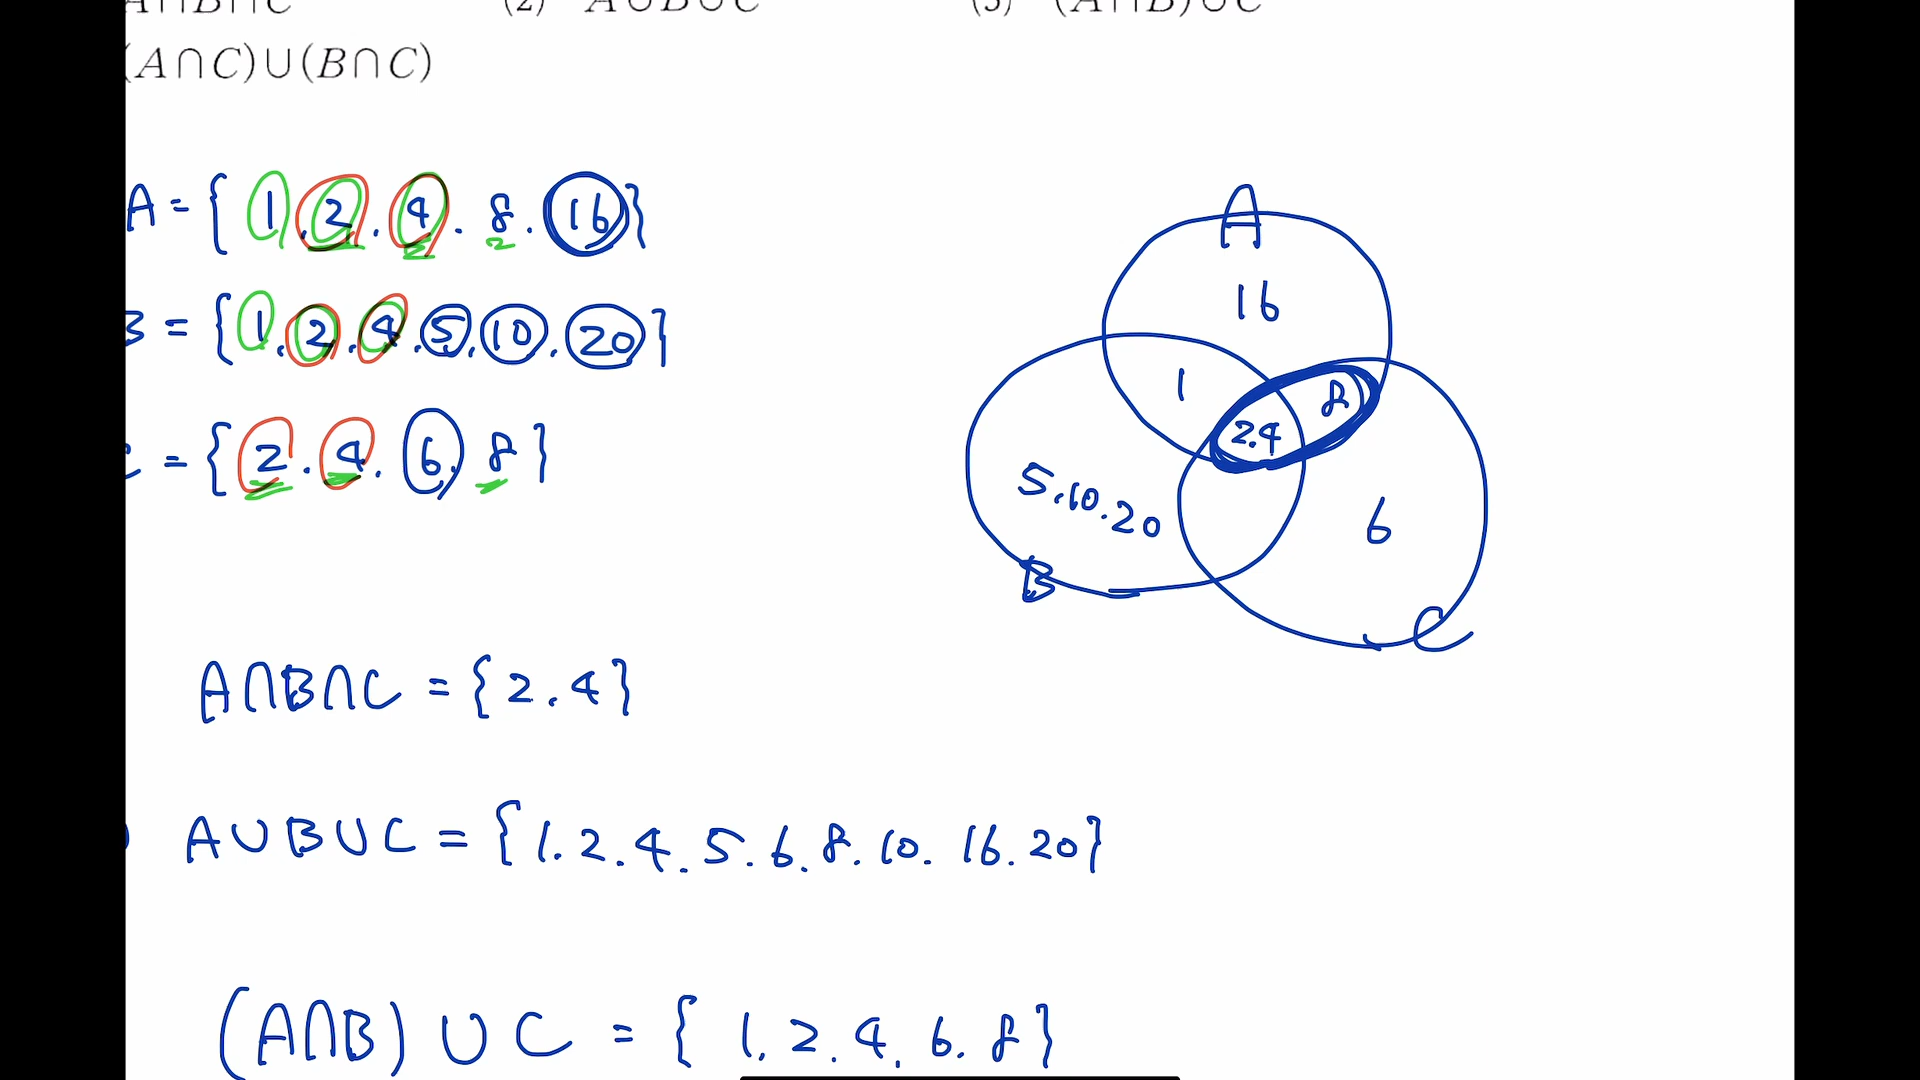 A∩B∩C (2) A∪B∪C (3) (A∩B)∪C
(A∩C)∪(B∩C)
A = { 1, 2. 4. 8. 16}
B = {1. 2. 4. 5. 10. 20}
C = {2. 4. 6. 8}
A
16
1
8
2.4
5.10.20
6
B
C
A∩B∩C = {2.4}
) A∪B∪C = {1. 2. 4. 5. 6. 8. 10. 16. 20}
(A∩B) ∪ C = { 1. 2. 4. 6. 8}